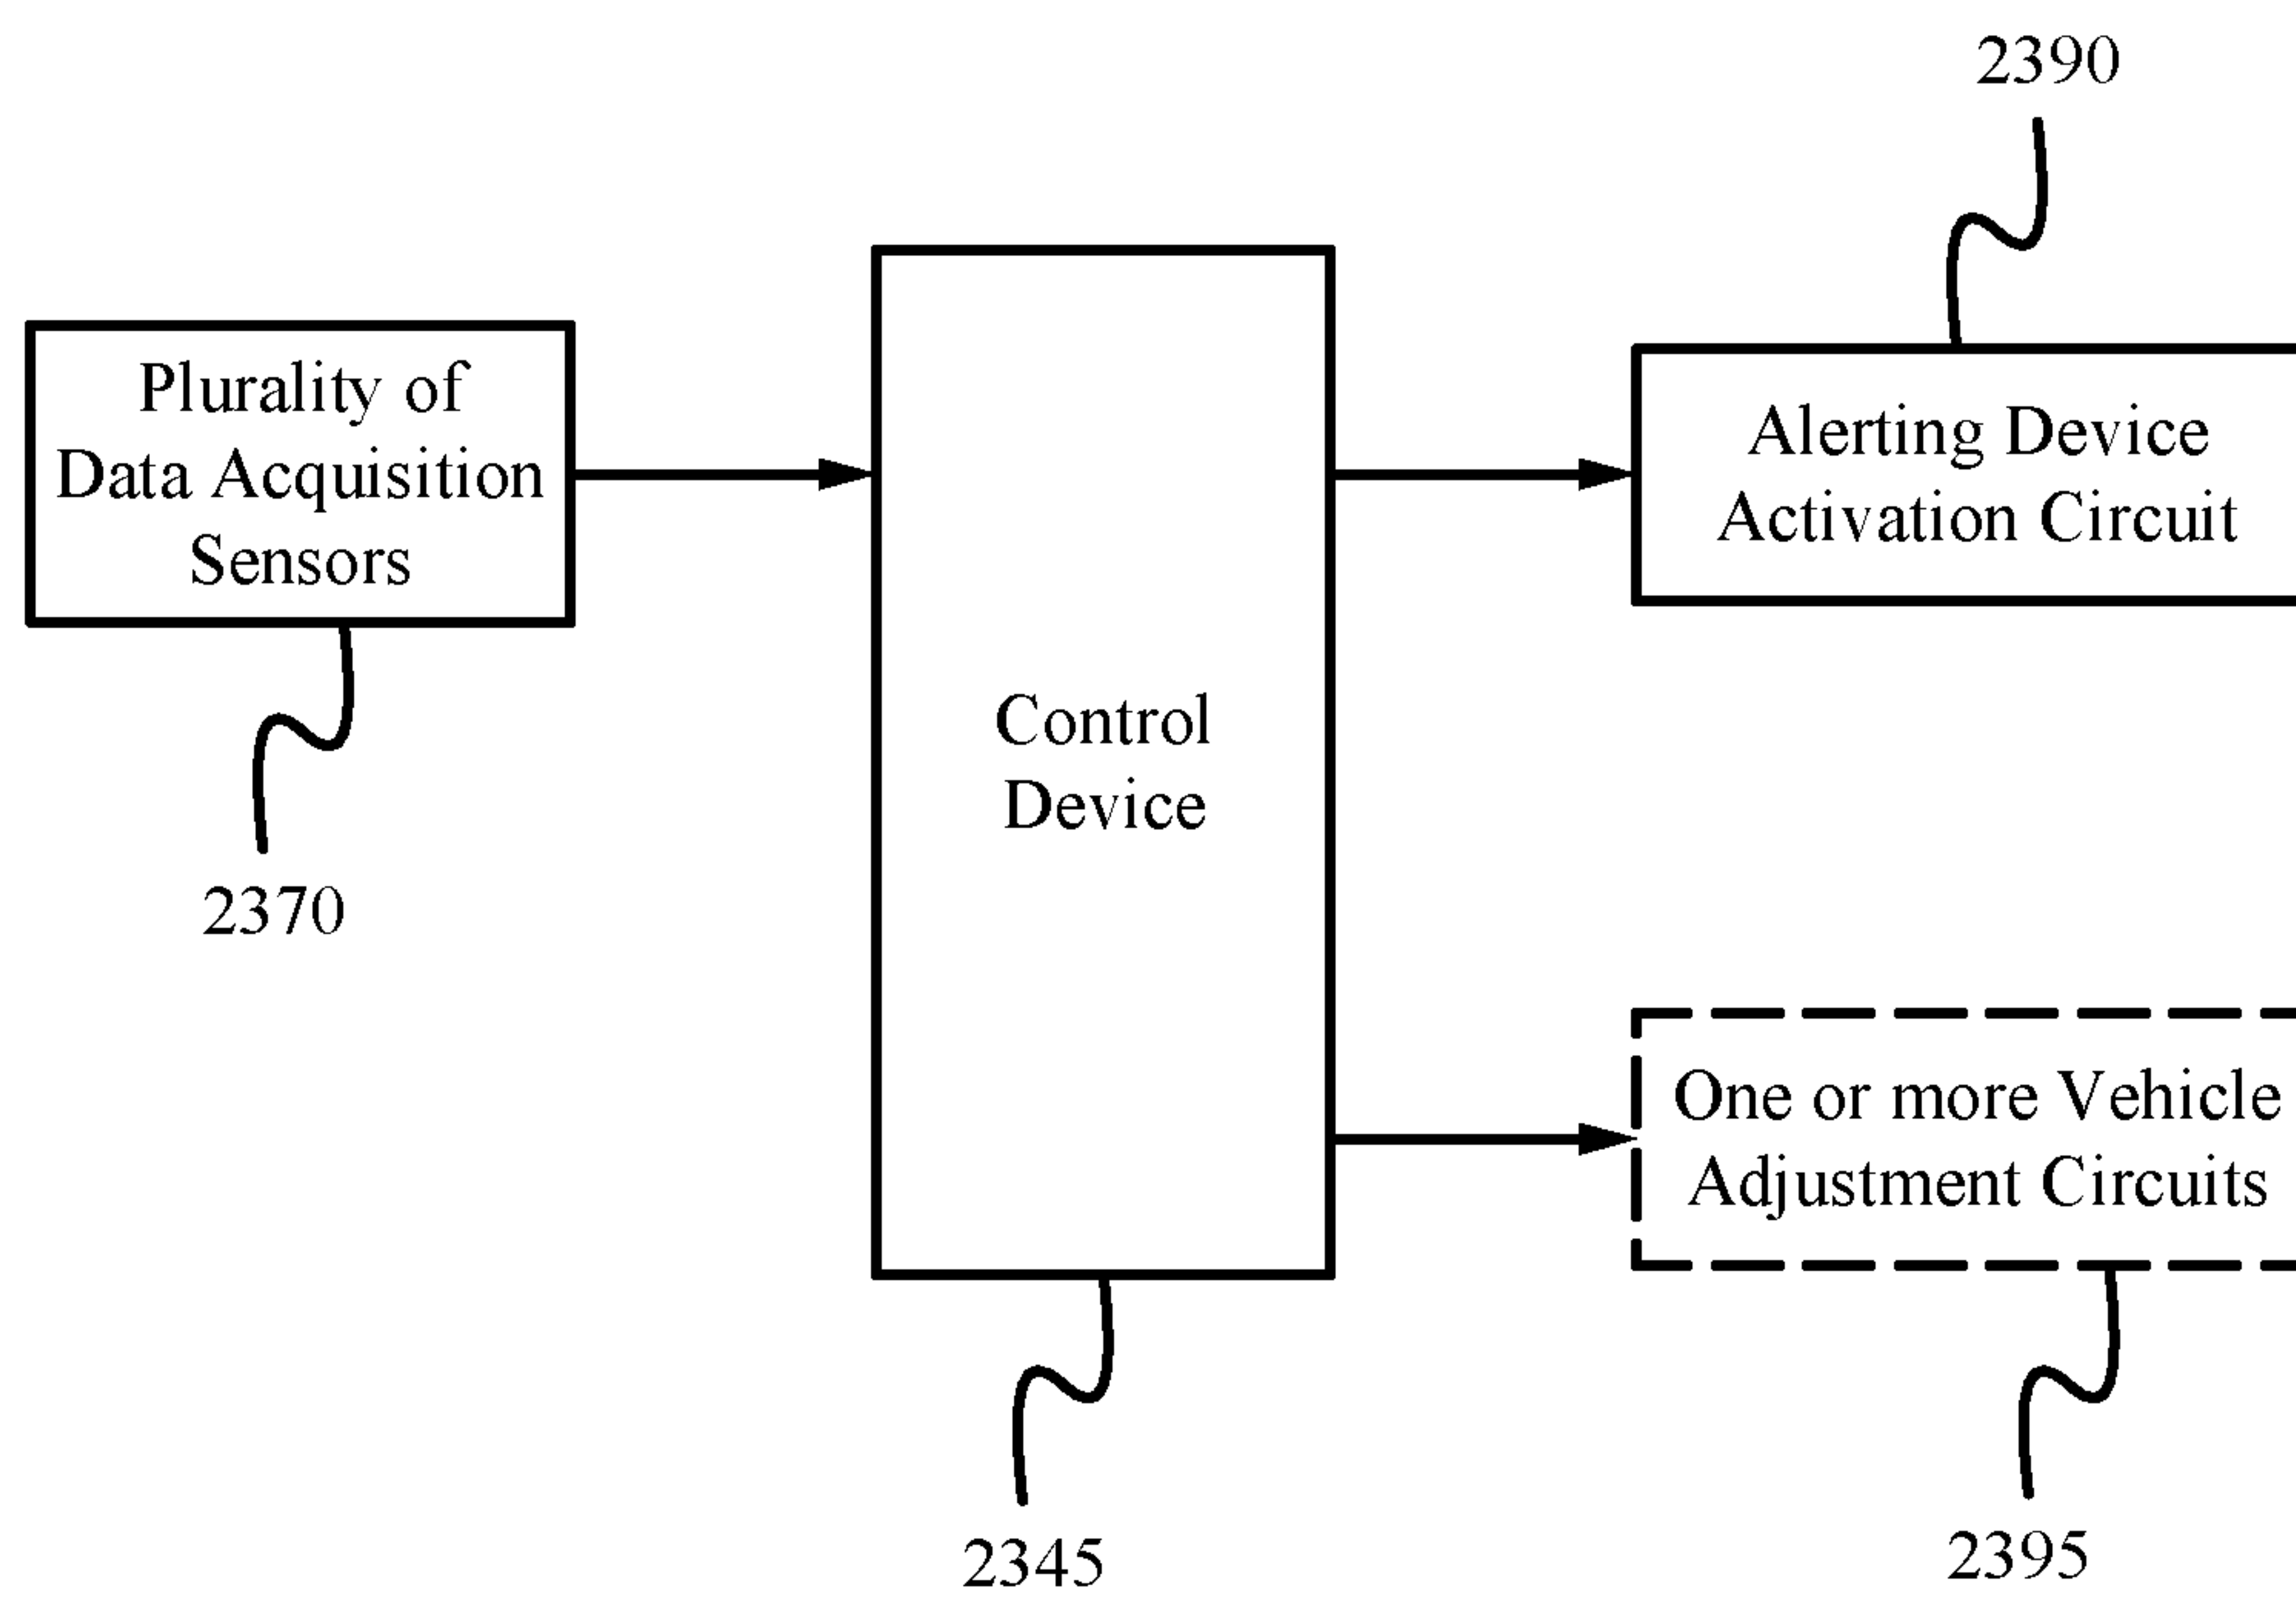 2390
Plurality of
Data Acquisition
Sensors
Alerting Device
Activation Circuit
Control
Device
2370
One or more Vehicle
Adjustment Circuits
2345
2395